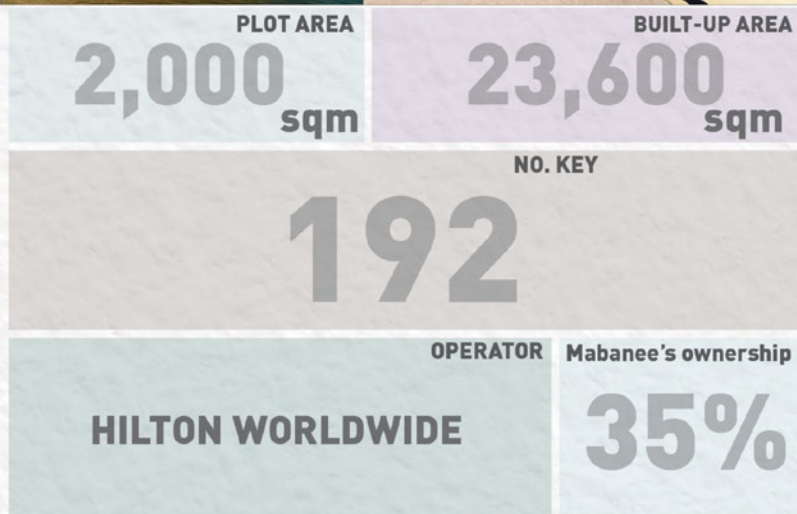 PLOT AREA
2,000
sqm
BUILT-UP AREA
23,600
sqm
NO. KEY
192
OPERATOR
HILTON WORLDWIDE
Mabanee's ownership
35%